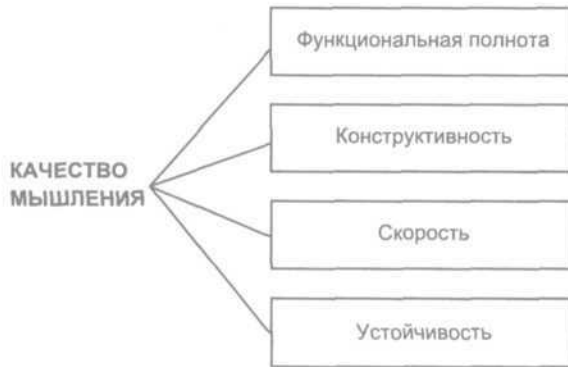 Функциональная полнота
Конструктивность
КАЧЕСТВО
МЫШЛЕНИЯ
Скорость
Устойчивость